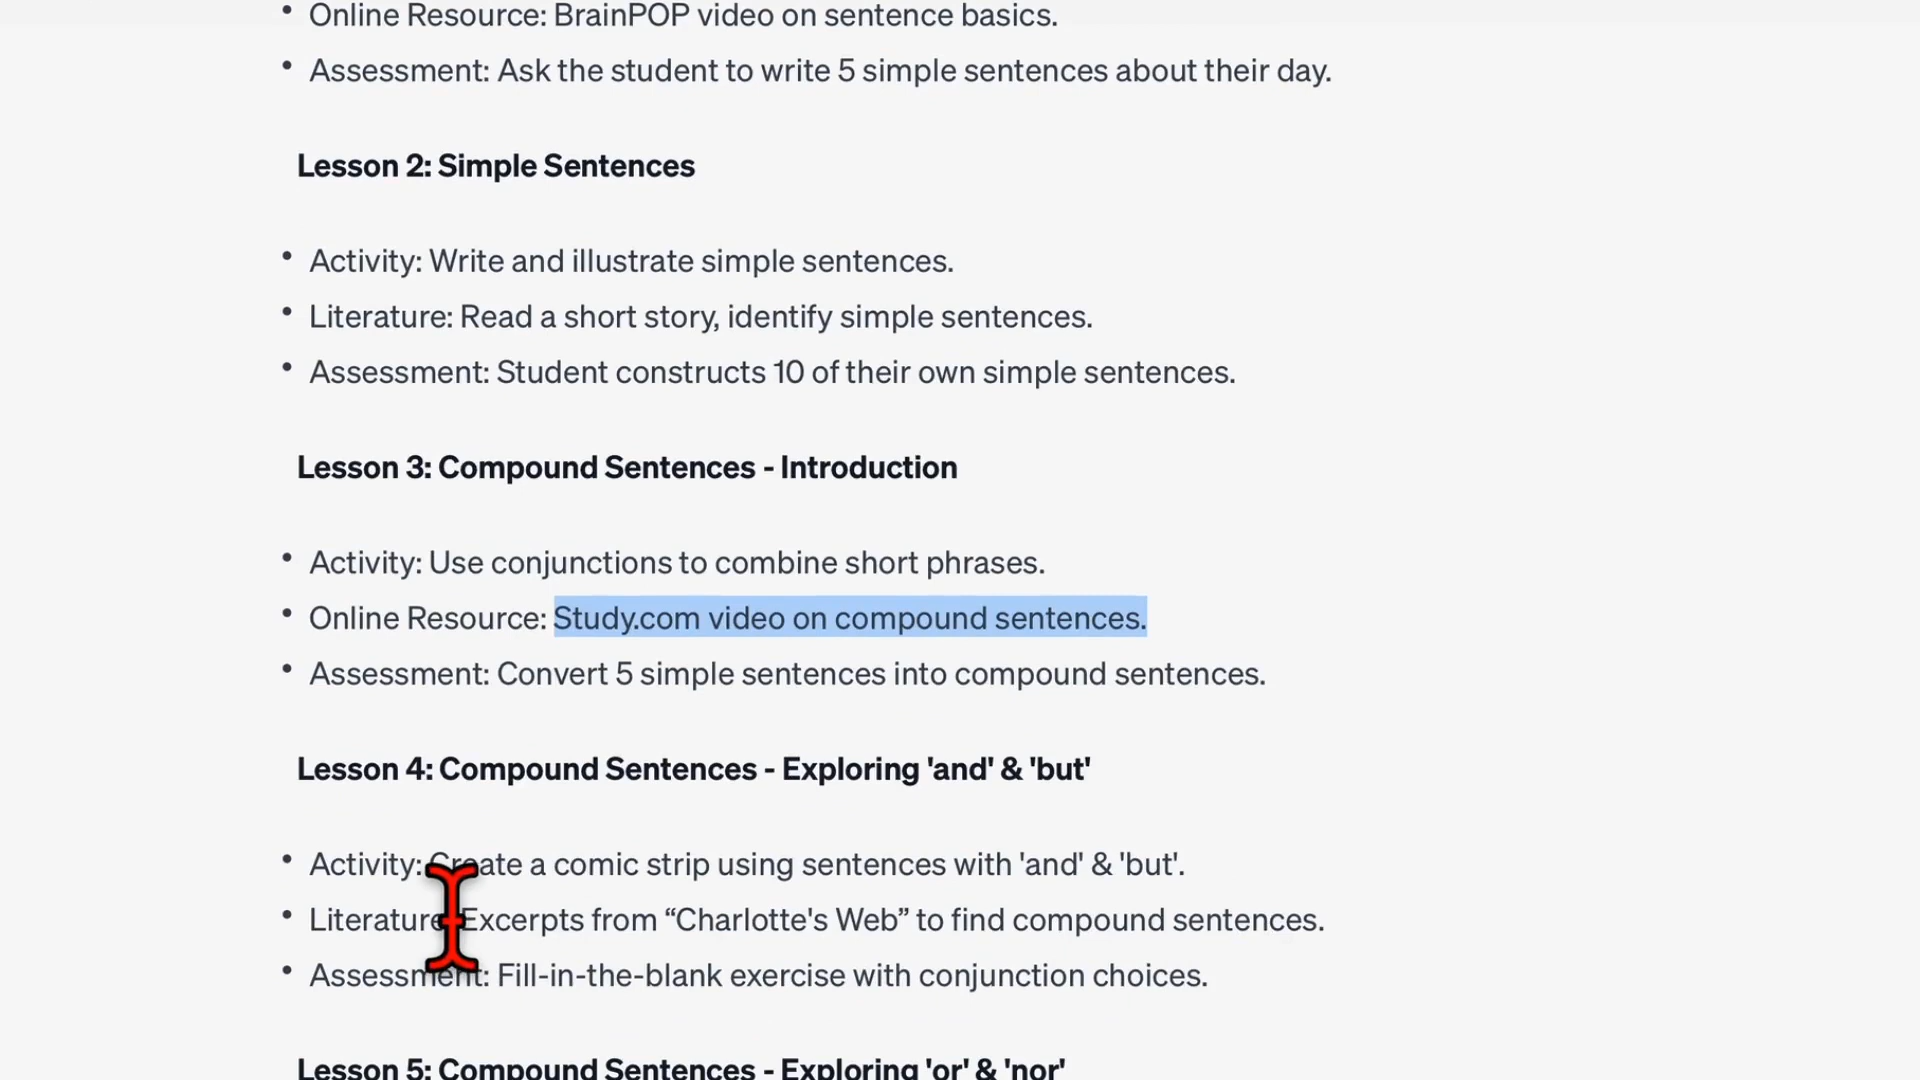 • Online Resource: BrainPOP video on sentence basics.
• Assessment: Ask the student to write 5 simple sentences about their day.
Lesson 2: Simple Sentences
• Activity: Write and illustrate simple sentences.
• Literature: Read a short story, identify simple sentences.
• Assessment: Student constructs 10 of their own simple sentences.
Lesson 3: Compound Sentences - Introduction
• Activity: Use conjunctions to combine short phrases.
• Online Resource: Study.com video on compound sentences.
• Assessment: Convert 5 simple sentences into compound sentences.
Lesson 4: Compound Sentences - Exploring 'and' & 'but'
• Activity: Create a comic strip using sentences with 'and' & 'but'.
• Literature: Excerpts from “Charlotte's Web” to find compound sentences.
• Assessment: Fill-in-the-blank exercise with conjunction choices.
Lesson 5: Compound Sentences - Exploring 'or' & 'nor'